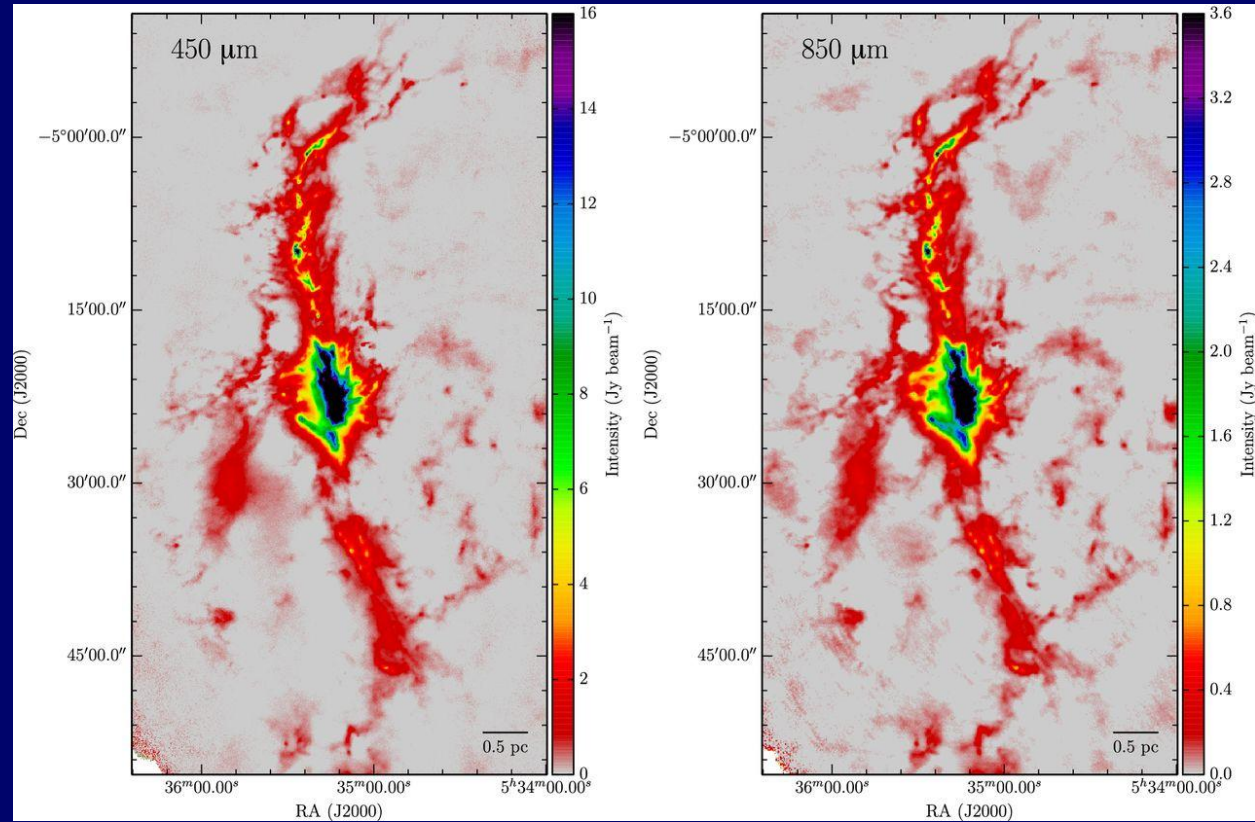 450 μm
16
14
12
10
8
6
4
2
0
Intensity (Jy beam−1)
−5°00′00.0″
15′00.0″
30′00.0″
45′00.0″
Dec (J2000)
0.5 pc
36ᵐ00.00ˢ
35ᵐ00.00ˢ
5ʰ34ᵐ00.00ˢ
RA (J2000)
850 μm
3.6
3.2
2.8
2.4
2.0
1.6
1.2
0.8
0.4
0.0
Intensity (Jy beam−1)
−5°00′00.0″
15′00.0″
30′00.0″
45′00.0″
Dec (J2000)
0.5 pc
36ᵐ00.00ˢ
35ᵐ00.00ˢ
5ʰ34ᵐ00.00ˢ
RA (J2000)